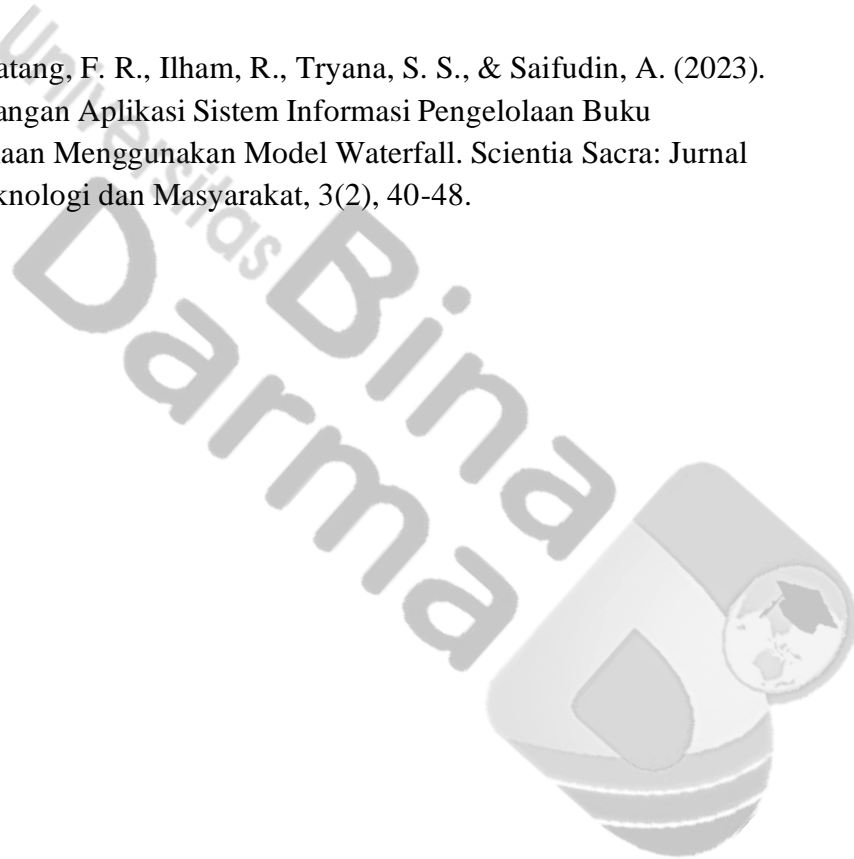 atang, F. R., Ilham, R., Tryana, S. S., & Saifudin, A. (2023).
angan Aplikasi Sistem Informasi Pengelolaan Buku
aan Menggunakan Model Waterfall. Scientia Sacra: Jurnal
knologi dan Masyarakat, 3(2), 40-48.
Universitas
Bina
Darma